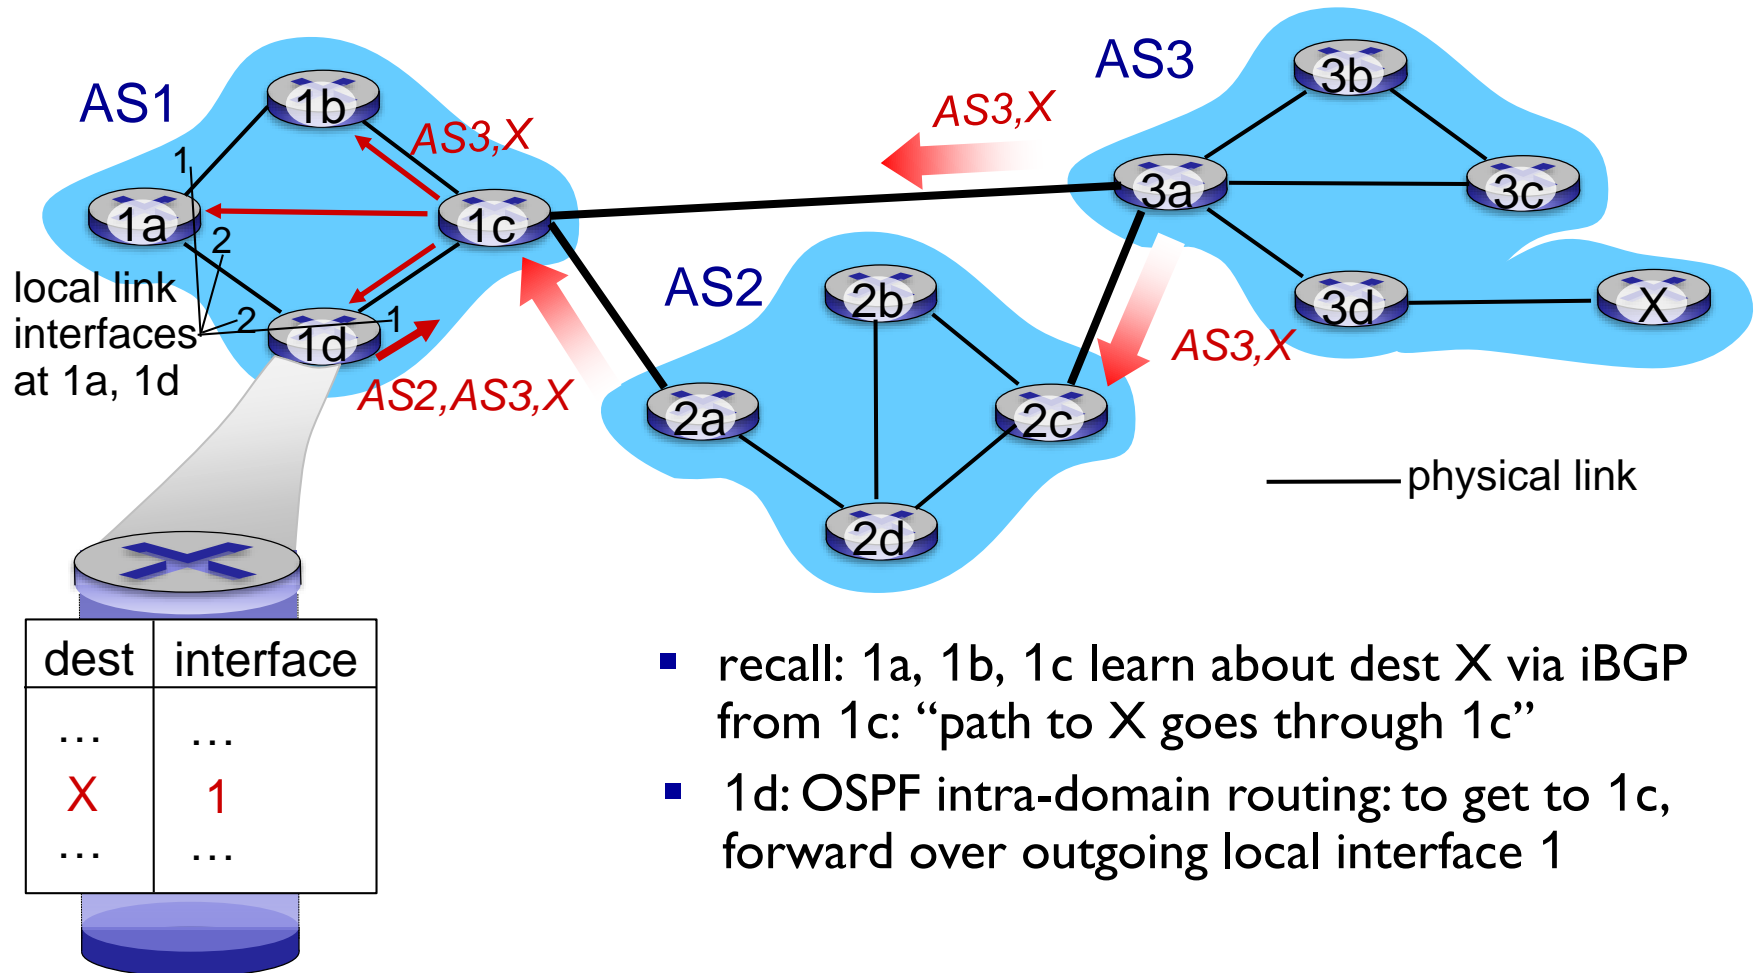 AS1
1b
AS3,X
1
1a
1c
2
local link
interfaces
at 1a, 1d
2
1
1d
AS2,AS3,X
AS3,X
AS3
3b
3a
3c
3d
X
AS2
2b
AS3,X
2a
2c
2d
physical link
dest interface
... ...
X 1
... ...
▪ recall: 1a, 1b, 1c learn about dest X via iBGP
from 1c: “path to X goes through 1c”
▪ 1d: OSPF intra-domain routing: to get to 1c,
forward over outgoing local interface 1